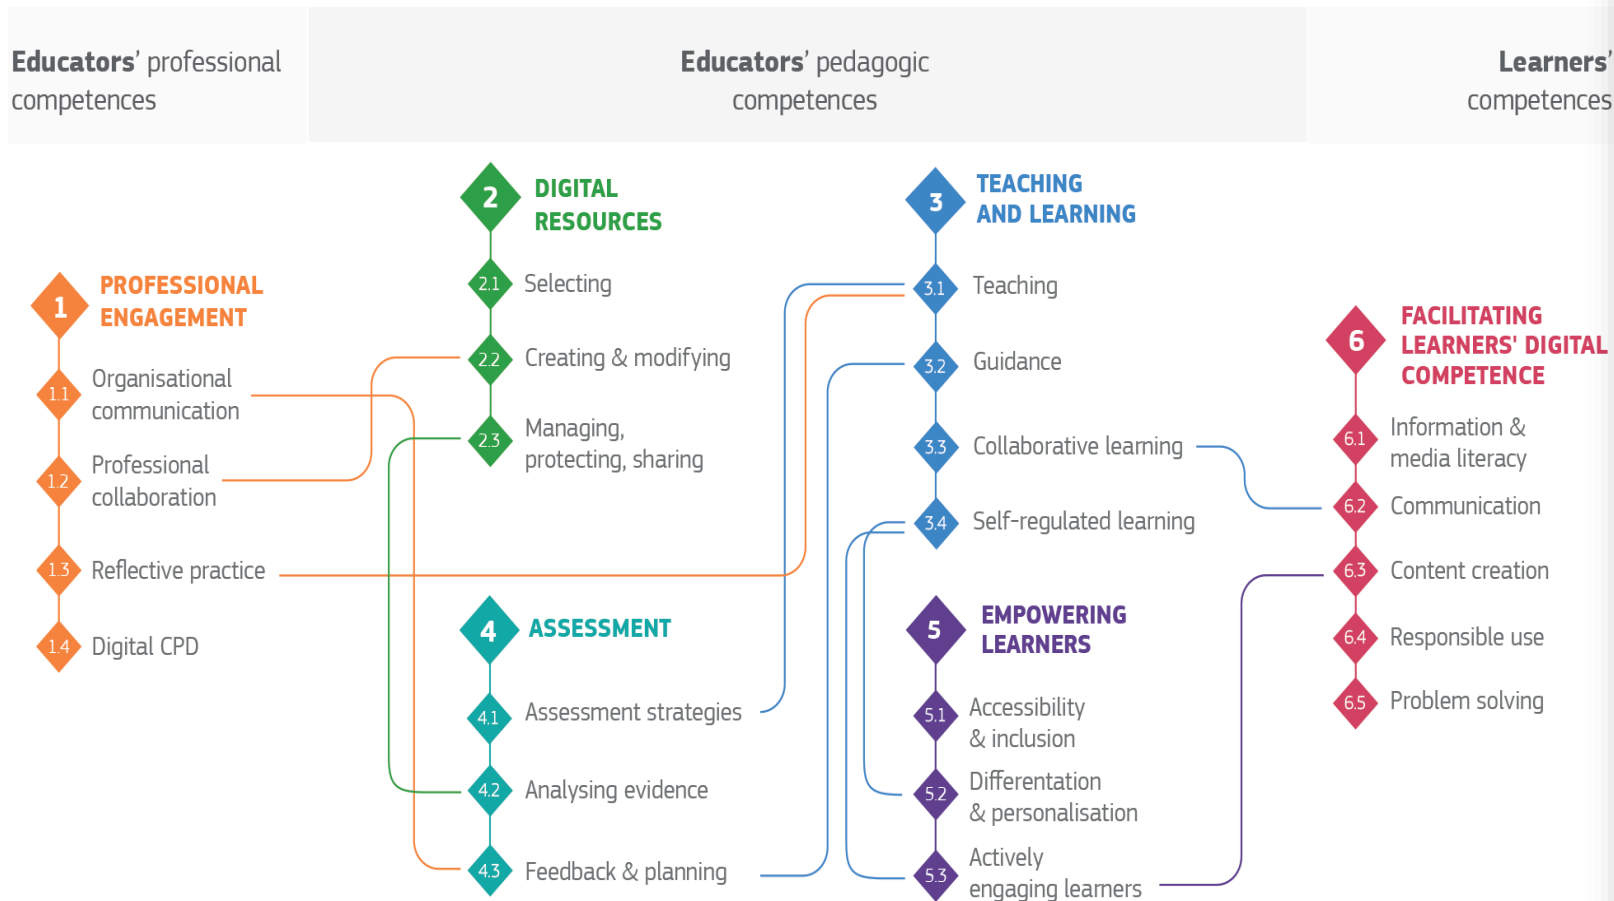 Educators’ professional
competences
Educators’ pedagogic
competences
Learners’
competences
1
PROFESSIONAL
ENGAGEMENT
1.1
Organisational
communication
1.2
Professional
collaboration
1.3
Reflective practice
1.4
Digital CPD
2
DIGITAL
RESOURCES
2.1
Selecting
2.2
Creating & modifying
2.3
Managing,
protecting, sharing
3
TEACHING
AND LEARNING
3.1
Teaching
3.2
Guidance
3.3
Collaborative learning
3.4
Self-regulated learning
4
ASSESSMENT
4.1
Assessment strategies
4.2
Analysing evidence
4.3
Feedback & planning
5
EMPOWERING
LEARNERS
5.1
Accessibility
& inclusion
5.2
Differentation
& personalisation
5.3
Actively
engaging learners
6
FACILITATING
LEARNERS' DIGITAL
COMPETENCE
6.1
Information &
media literacy
6.2
Communication
6.3
Content creation
6.4
Responsible use
6.5
Problem solving